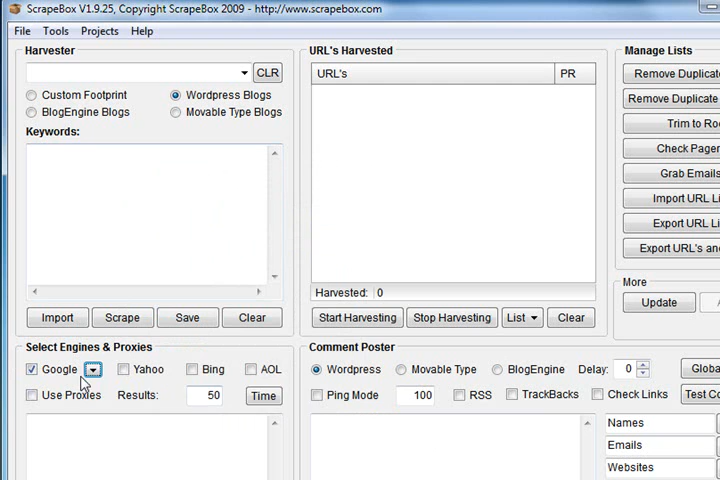 ScrapeBox V1.9.25, Copyright ScrapeBox 2009 - http://www.scrapebox.com
File Tools Projects Help
Harvester
CLR
Custom Footprint Wordpress Blogs
BlogEngine Blogs Movable Type Blogs
Keywords:
Import Scrape Save Clear
URL's Harvested
URL's PR
Harvested: 0
Start Harvesting Stop Harvesting List Clear
Manage Lists
Remove Duplicate
Remove Duplicate
Trim to Roo
Check Pager
Grab Emails
Import URL Li
Export URL Li
Export URL's and
More
Update
Select Engines & Proxies
Google Yahoo Bing AOL
Use Proxies Results: 50 Time
Comment Poster
Wordpress Movable Type BlogEngine Delay: 0 Globa
Ping Mode 100 RSS TrackBacks Check Links Test Co
Names
Emails
Websites